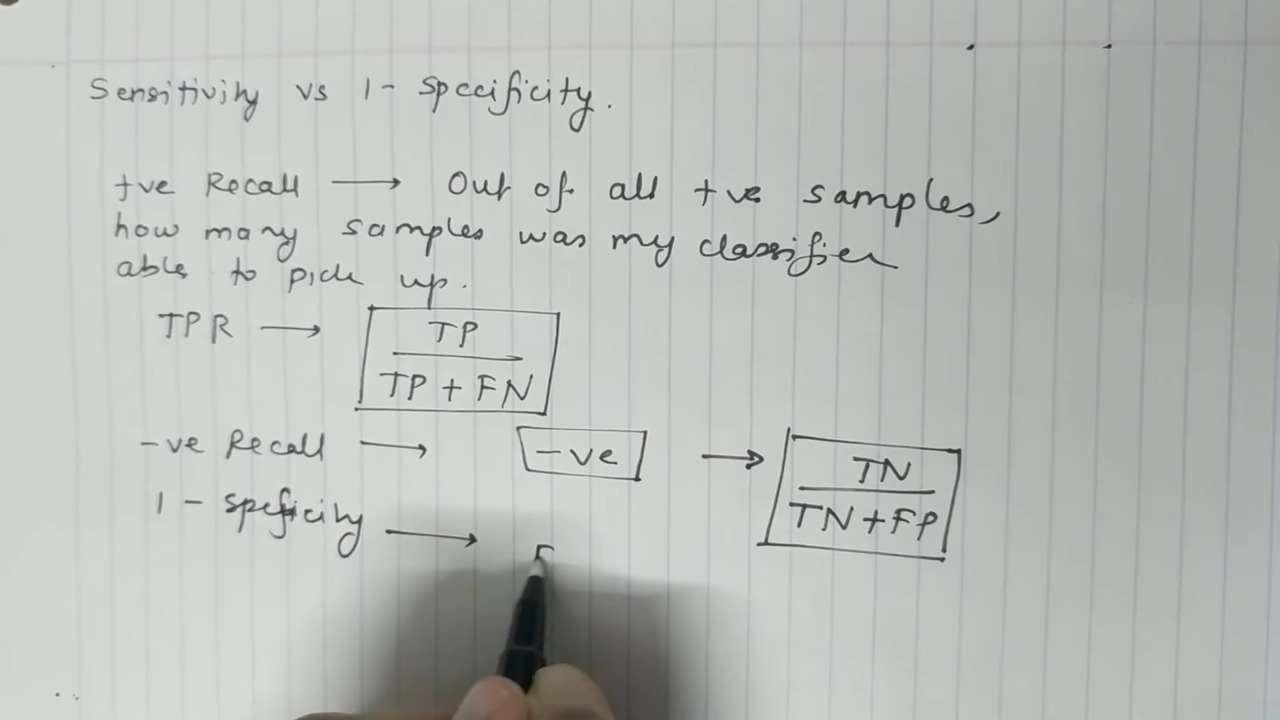 Sensitivity vs 1 - Specificity.
+ve Recall → Out of all +ve samples,
how many samples was my classifier
able to pick up.
TPR → TP
TP + FN
-ve Recall → -ve → TN
TN + FP
1 - speficity →